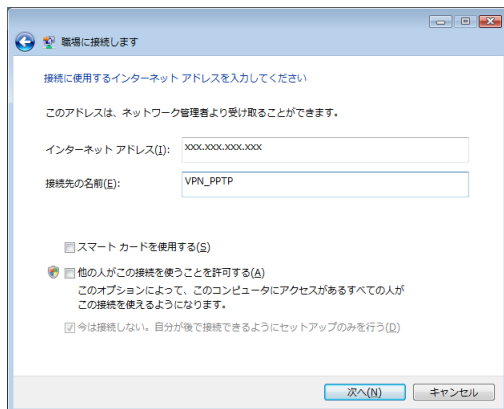 職場に接続します
接続に使用するインターネット アドレスを入力してください
このアドレスは、ネットワーク管理者より受け取ることができます。
インターネット アドレス(I): xxx.xxx.xxx.xxx
接続先の名前(E): VPN_PPTP
スマート カードを使用する(S)
他の人がこの接続を使うことを許可する(A)
このオプションによって、このコンピュータにアクセスがあるすべての人が
この接続を使えるようになります。
今は接続しない。自分が後で接続できるようにセットアップのみを行う(D)
次へ(N) キャンセル